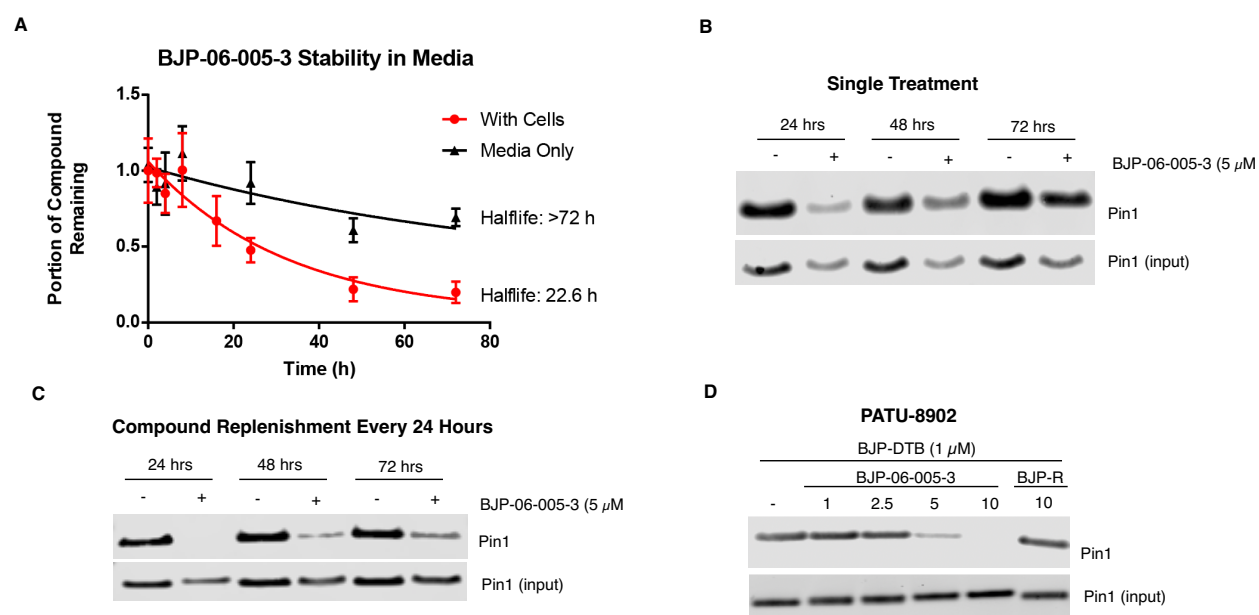 A
BJP-06-005-3 Stability in Media
Portion of Compound
Remaining
1.5
1.0
0.5
0.0
0 20 40 60 80
Time (h)
With Cells
Media Only
Halflife: >72 h
Halflife: 22.6 h
B
Single Treatment
24 hrs 48 hrs 72 hrs
- + - + - + BJP-06-005-3 (5 µM
Pin1
Pin1 (input)
C
Compound Replenishment Every 24 Hours
24 hrs 48 hrs 72 hrs
- + - + - + BJP-06-005-3 (5 µM
Pin1
Pin1 (input)
D
PATU-8902
BJP-DTB (1 µM)
BJP-06-005-3 BJP-R
- 1 2.5 5 10 10
Pin1
Pin1 (input)